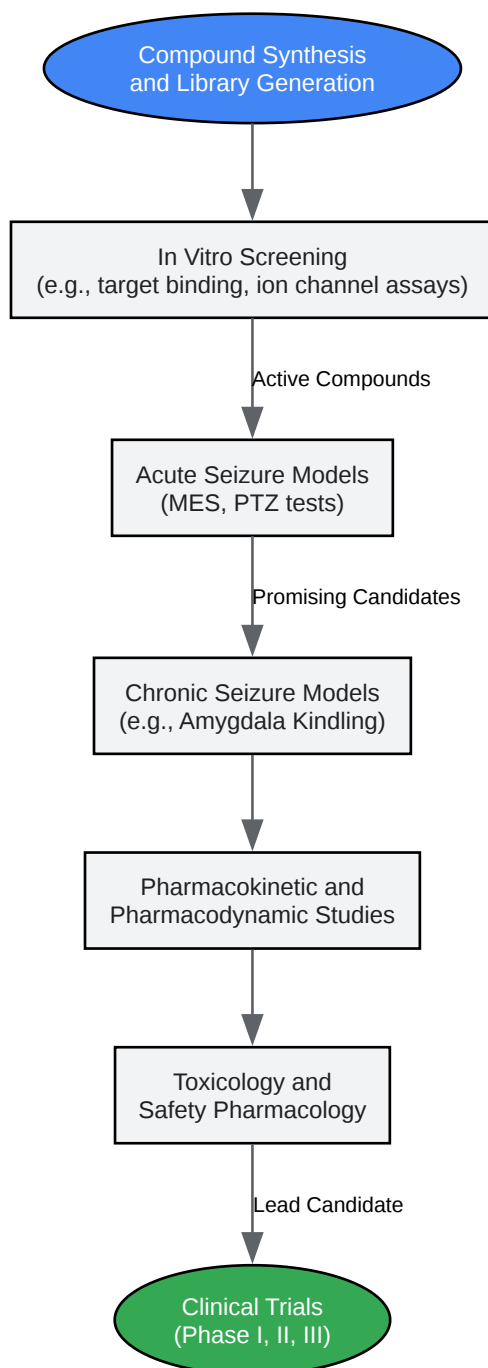 Compound Synthesis
and Library Generation
In Vitro Screening
(e.g., target binding, ion channel assays)
Active Compounds
Acute Seizure Models
(MES, PTZ tests)
Promising Candidates
Chronic Seizure Models
(e.g., Amygdala Kindling)
Pharmacokinetic and
Pharmacodynamic Studies
Toxicology and
Safety Pharmacology
Lead Candidate
Clinical Trials
(Phase I, II, III)